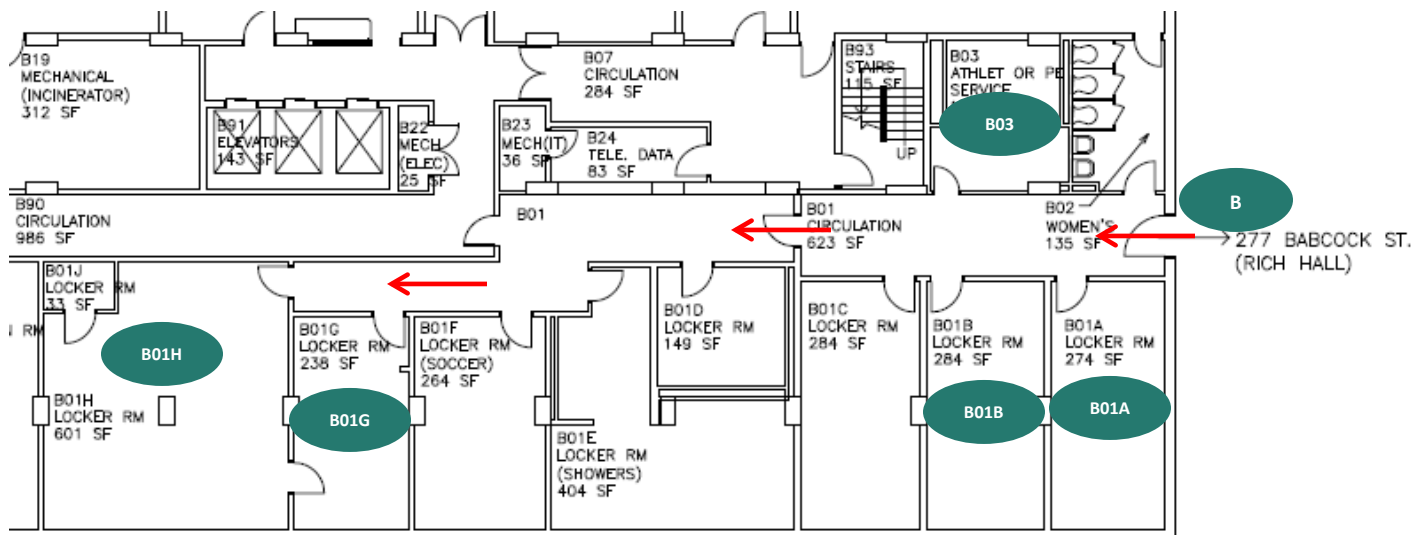 B19
MECHANICAL
(INCINERATOR)
312 SF
B07
CIRCULATION
284 SF
B93
STAIRS
115 SF
UP
B03
ATHLET OR PE
SERVICE
B03
B91
ELEVATORS
143 SF
B22
MECH
(ELEC)
25 SF
B23
MECH(IT)
36 SF
B24
TELE. DATA
83 SF
B90
CIRCULATION
986 SF
B01
B01
CIRCULATION
623 SF
B02
WOMEN'S
135 SF
B
277 BABCOCK ST.
(RICH HALL)
B01J
LOCKER RM
33 SF
RM
B01H
B01H
LOCKER RM
601 SF
B01G
LOCKER RM
238 SF
B01G
B01F
LOCKER RM
(SOCCER)
264 SF
B01E
LOCKER RM
(SHOWERS)
404 SF
B01D
LOCKER RM
149 SF
B01C
LOCKER RM
284 SF
B01B
LOCKER RM
284 SF
B01B
B01A
LOCKER RM
274 SF
B01A